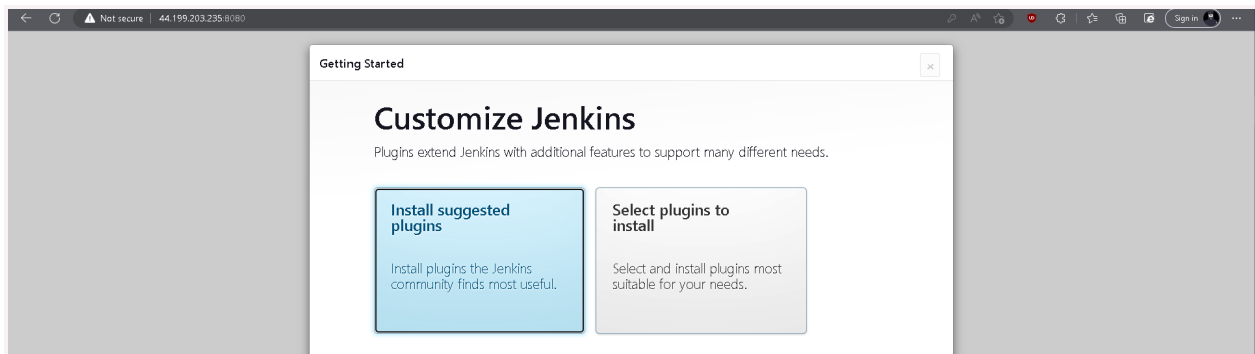 Not secure 44.199.203.235:8080 Sign in
Getting Started
Customize Jenkins
Plugins extend Jenkins with additional features to support many different needs.
Install suggested
plugins
Install plugins the Jenkins
community finds most useful.
Select plugins to
install
Select and install plugins most
suitable for your needs.